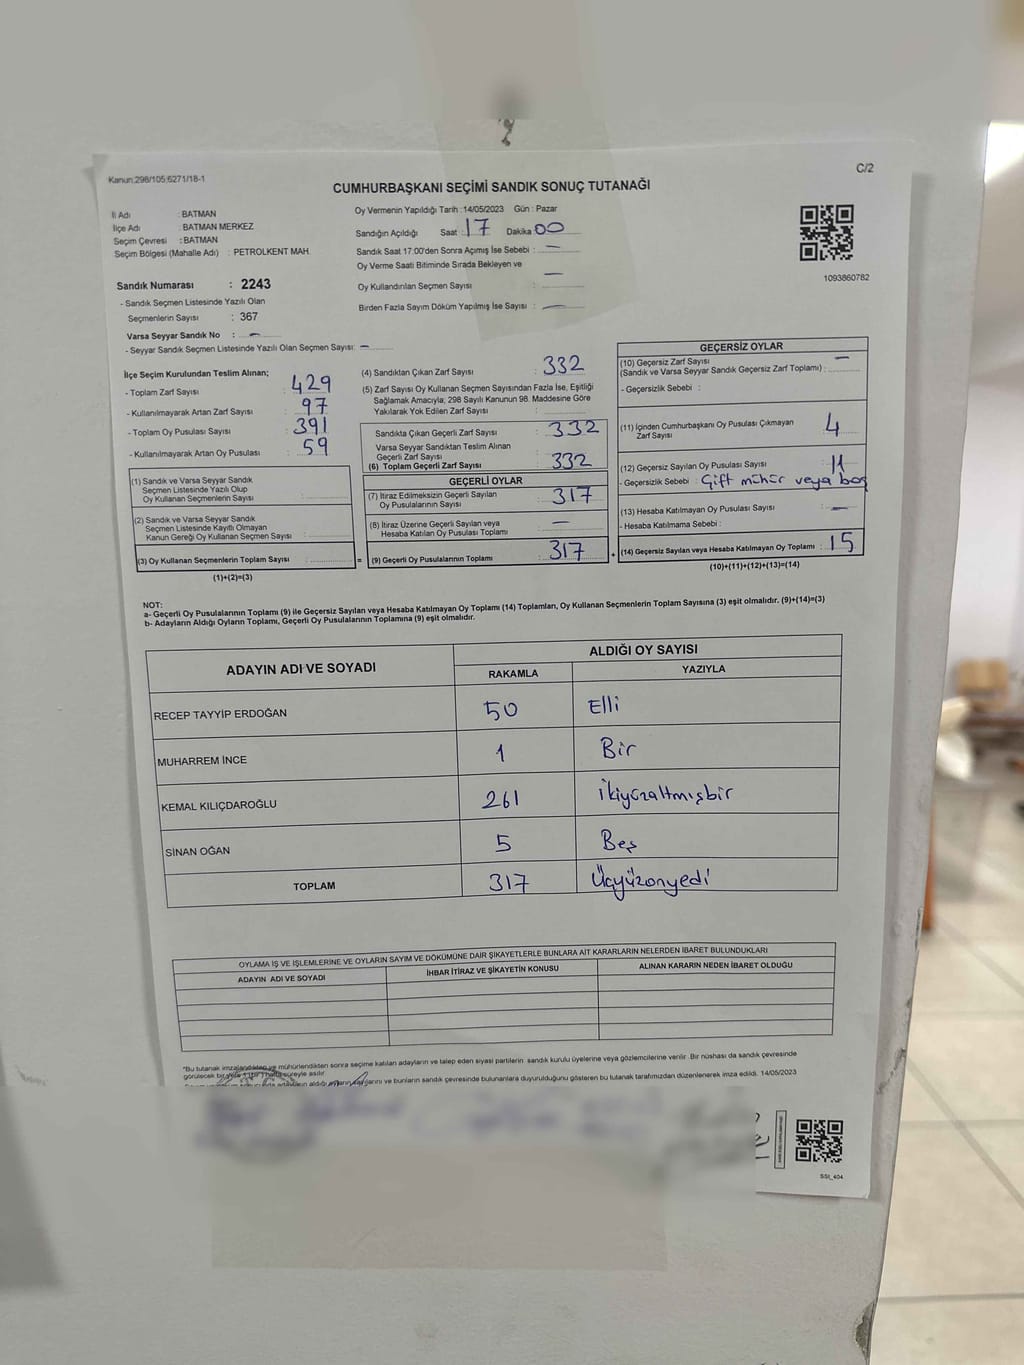 Kanun:298/105;6271/18-1
C/2
CUMHURBAŞKANI SEÇİMİ SANDIK SONUÇ TUTANAĞI
İl Adı : BATMAN
İlçe Adı : BATMAN MERKEZ
Seçim Çevresi : BATMAN
Seçim Bölgesi (Mahalle Adı) : PETROLKENT MAH.
Oy Vermenin Yapıldığı Tarih :14/05/2023 Gün : Pazar
Sandığın Açıldığı Saat : 17 Dakika 00
Sandık Saat 17.00'den Sonra Açımış İse Sebebi : —
Oy Verme Saati Bitiminde Sırada Bekleyen ve
Oy Kullandırılan Seçmen Sayısı : —
Birden Fazla Sayım Döküm Yapılmış İse Sayısı : —
1093860782
Sandık Numarası : 2243
- Sandık Seçmen Listesinde Yazılı Olan
Seçmenlerin Sayısı : 367
Varsa Seyyar Sandık No : —
- Seyyar Sandık Seçmen Listesinde Yazılı Olan Seçmen Sayısı: —
İlçe Seçim Kurulundan Teslim Alınan;
- Toplam Zarf Sayısı : 429
- Kullanılmayarak Artan Zarf Sayısı : 97
- Toplam Oy Pusulası Sayısı : 391
- Kullanılmayarak Artan Oy Pusulası : 59
(1) Sandık ve Varsa Seyyar Sandık
Seçmen Listesinde Yazılı Olup
Oy Kullanan Seçmenlerin Sayısı :
(2) Sandık ve Varsa Seyyar Sandık
Seçmen Listesinde Kayıtlı Olmayan
Kanun Gereği Oy Kullanan Seçmen Sayısı :
(3) Oy Kullanan Seçmenlerin Toplam Sayısı :
(1)+(2)=(3)
(4) Sandıktan Çıkan Zarf Sayısı : 332
(5) Zarf Sayısı Oy Kullanan Seçmen Sayısından Fazla İse, Eşitliği
Sağlamak Amacıyla; 298 Sayılı Kanunun 98. Maddesine Göre
Yakılarak Yok Edilen Zarf Sayısı :
Sandıkta Çıkan Geçerli Zarf Sayısı : 332
Varsa Seyyar Sandıktan Teslim Alınan
Geçerli Zarf Sayısı :
(6) Toplam Geçerli Zarf Sayısı : 332
GEÇERLİ OYLAR
(7) İtiraz Edilmeksizin Geçerli Sayılan
Oy Pusulalarının Sayısı : 317
(8) İtiraz Üzerine Geçerli Sayılan veya
Hesaba Katılan Oy Pusulası Toplamı : —
(9) Geçerli Oy Pusulalarının Toplamı : 317
GEÇERSİZ OYLAR
(10) Geçersiz Zarf Sayısı
(Sandık ve Varsa Seyyar Sandık Geçersiz Zarf Toplamı) : —
- Geçersizlik Sebebi :
(11) İçinden Cumhurbaşkanı Oy Pusulası Çıkmayan
Zarf Sayısı : 4
(12) Geçersiz Sayılan Oy Pusulası Sayısı : 11
- Geçersizlik Sebebi : Çift mühür veya boş
(13) Hesaba Katılmayan Oy Pusulası Sayısı : —
- Hesaba Katılmama Sebebi :
(14) Geçersiz Sayılan veya Hesaba Katılmayan Oy Toplamı : 15
(10)+(11)+(12)+(13)=(14)
NOT:
a- Geçerli Oy Pusulalarının Toplamı (9) ile Geçersiz Sayılan veya Hesaba Katılmayan Oy Toplamı (14) Toplamları, Oy Kullanan Seçmenlerin Toplam Sayısına (3) eşit olmalıdır. (9)+(14)=(3)
b- Adayların Aldığı Oyların Toplamı, Geçerli Oy Pusulalarının Toplamına (9) eşit olmalıdır.
ADAYIN ADI VE SOYADI
ALDIĞI OY SAYISI
RAKAMLA YAZIYLA
RECEP TAYYİP ERDOĞAN 50 Elli
MUHARREM İNCE 1 Bir
KEMAL KILIÇDAROĞLU 261 ikiyüzaltmışbir
SİNAN OĞAN 5 Beş
TOPLAM 317 Üçyüzonyedi
OYLAMA İŞ VE İŞLEMLERİNE VE OYLARIN SAYIM VE DÖKÜMÜNE DAİR ŞİKAYETLERLE BUNLARA AİT KARARLARIN NELERDEN İBARET BULUNDUKLARI
ADAYIN ADI VE SOYADI İHBAR İTİRAZ VE ŞİKAYETİN KONUSU ALINAN KARARIN NEDEN İBARET OLDUĞU
*Bu tutanak imzalandıktan ve mühürlendikten sonra seçime katılan adayların ve talep eden siyasi partilerin sandık kurulu üyelerine veya gözlemcilerine verilir. Bir nüshası da sandık çevresinde
görülecek bir yere 1 (bir) hafta süreyle asılır.
adayların aldığı oyların ve bunların sandık çevresinde bulunanlara duyurulduğunu gösteren bu tutanak tarafımızdan düzenlenerek imza edildi. 14/05/2023
SSI_404